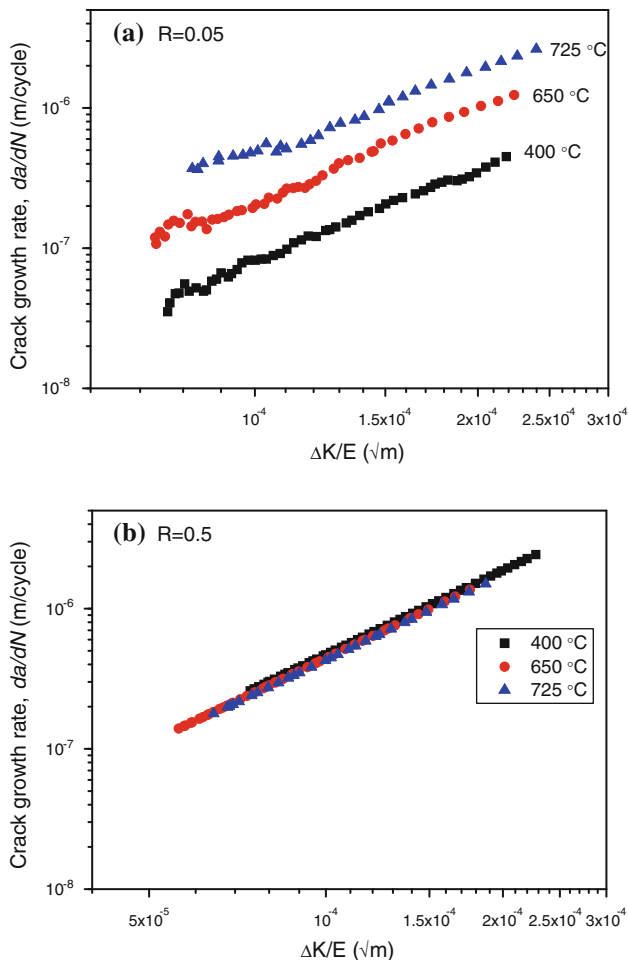 (a) R=0.05
725 °C
650 °C
400 °C
10⁻⁶
10⁻⁷
10⁻⁸
Crack growth rate, da/dN (m/cycle)
10⁻⁴ 1.5x10⁻⁴ 2x10⁻⁴ 2.5x10⁻⁴ 3x10⁻⁴
ΔK/E (√m)
(b) R=0.5
400 °C
650 °C
725 °C
10⁻⁶
10⁻⁷
10⁻⁸
Crack growth rate, da/dN (m/cycle)
5x10⁻⁵ 10⁻⁴ 1.5x10⁻⁴ 2x10⁻⁴ 2.5x10⁻⁴ 3x10⁻⁴
ΔK/E (√m)